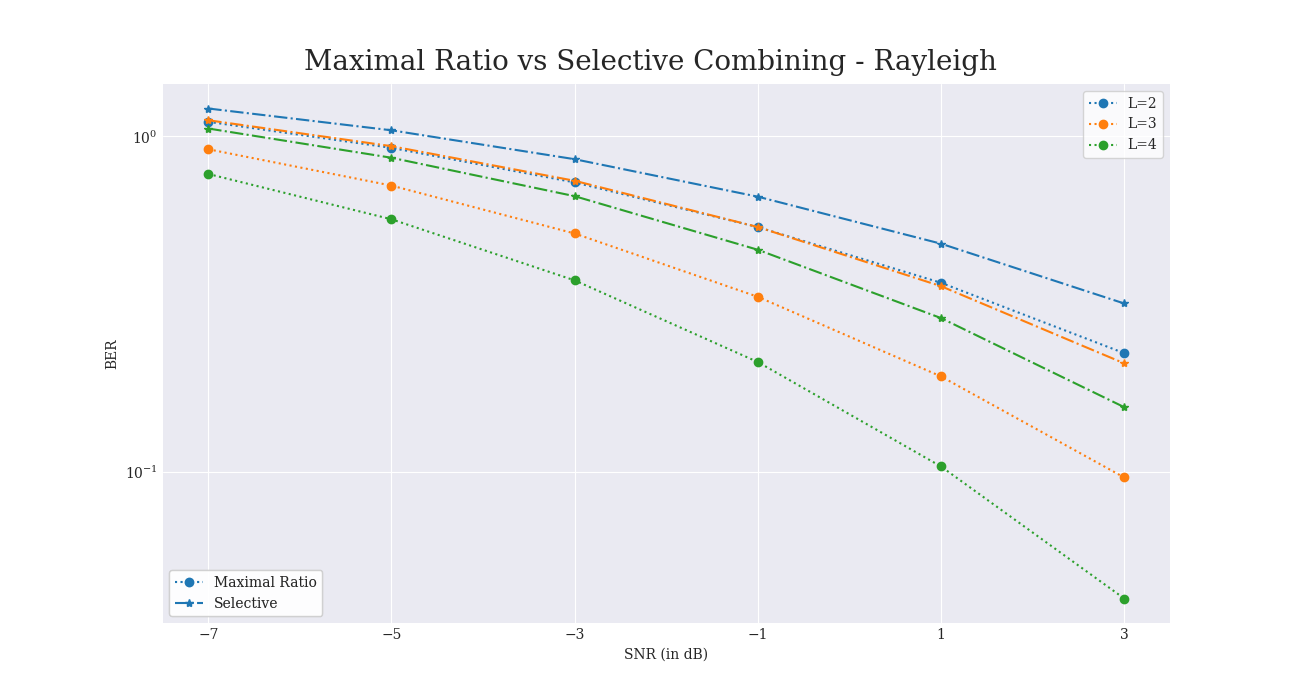 Maximal Ratio vs Selective Combining - Rayleigh
L=2
L=3
L=4
10⁰
10⁻¹
BER
Maximal Ratio
Selective
−7
−5
−3
−1
1
3
SNR (in dB)